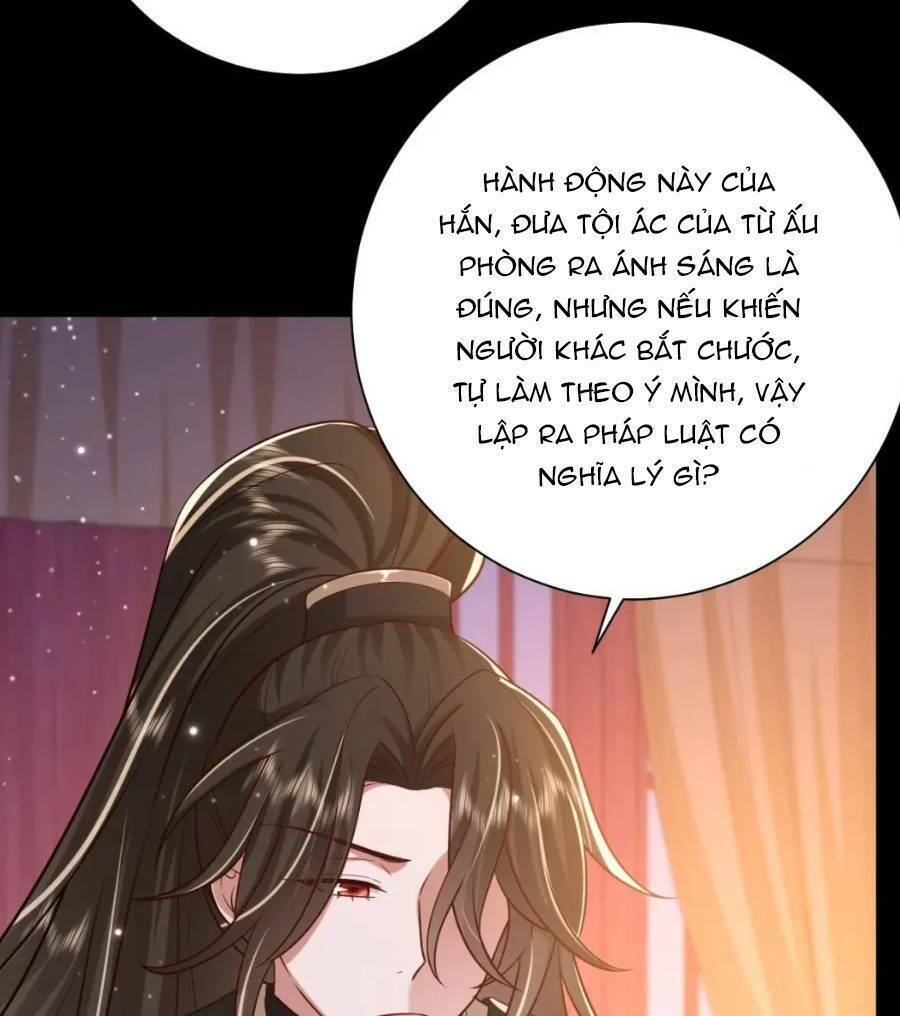 HÀNH ĐỘNG NÀY CỦA
HẮN, ĐƯA TỘI ÁC CỦA TỪ ẤU
PHÒNG RA ÁNH SÁNG LÀ
ĐÚNG, NHƯNG NẾU KHIẾN
NGƯỜI KHÁC BẮT CHƯỚC,
TỰ LÀM THEO Ý MÌNH, VẬY
LẬP RA PHÁP LUẬT CÓ
NGHĨA LÝ GÌ?